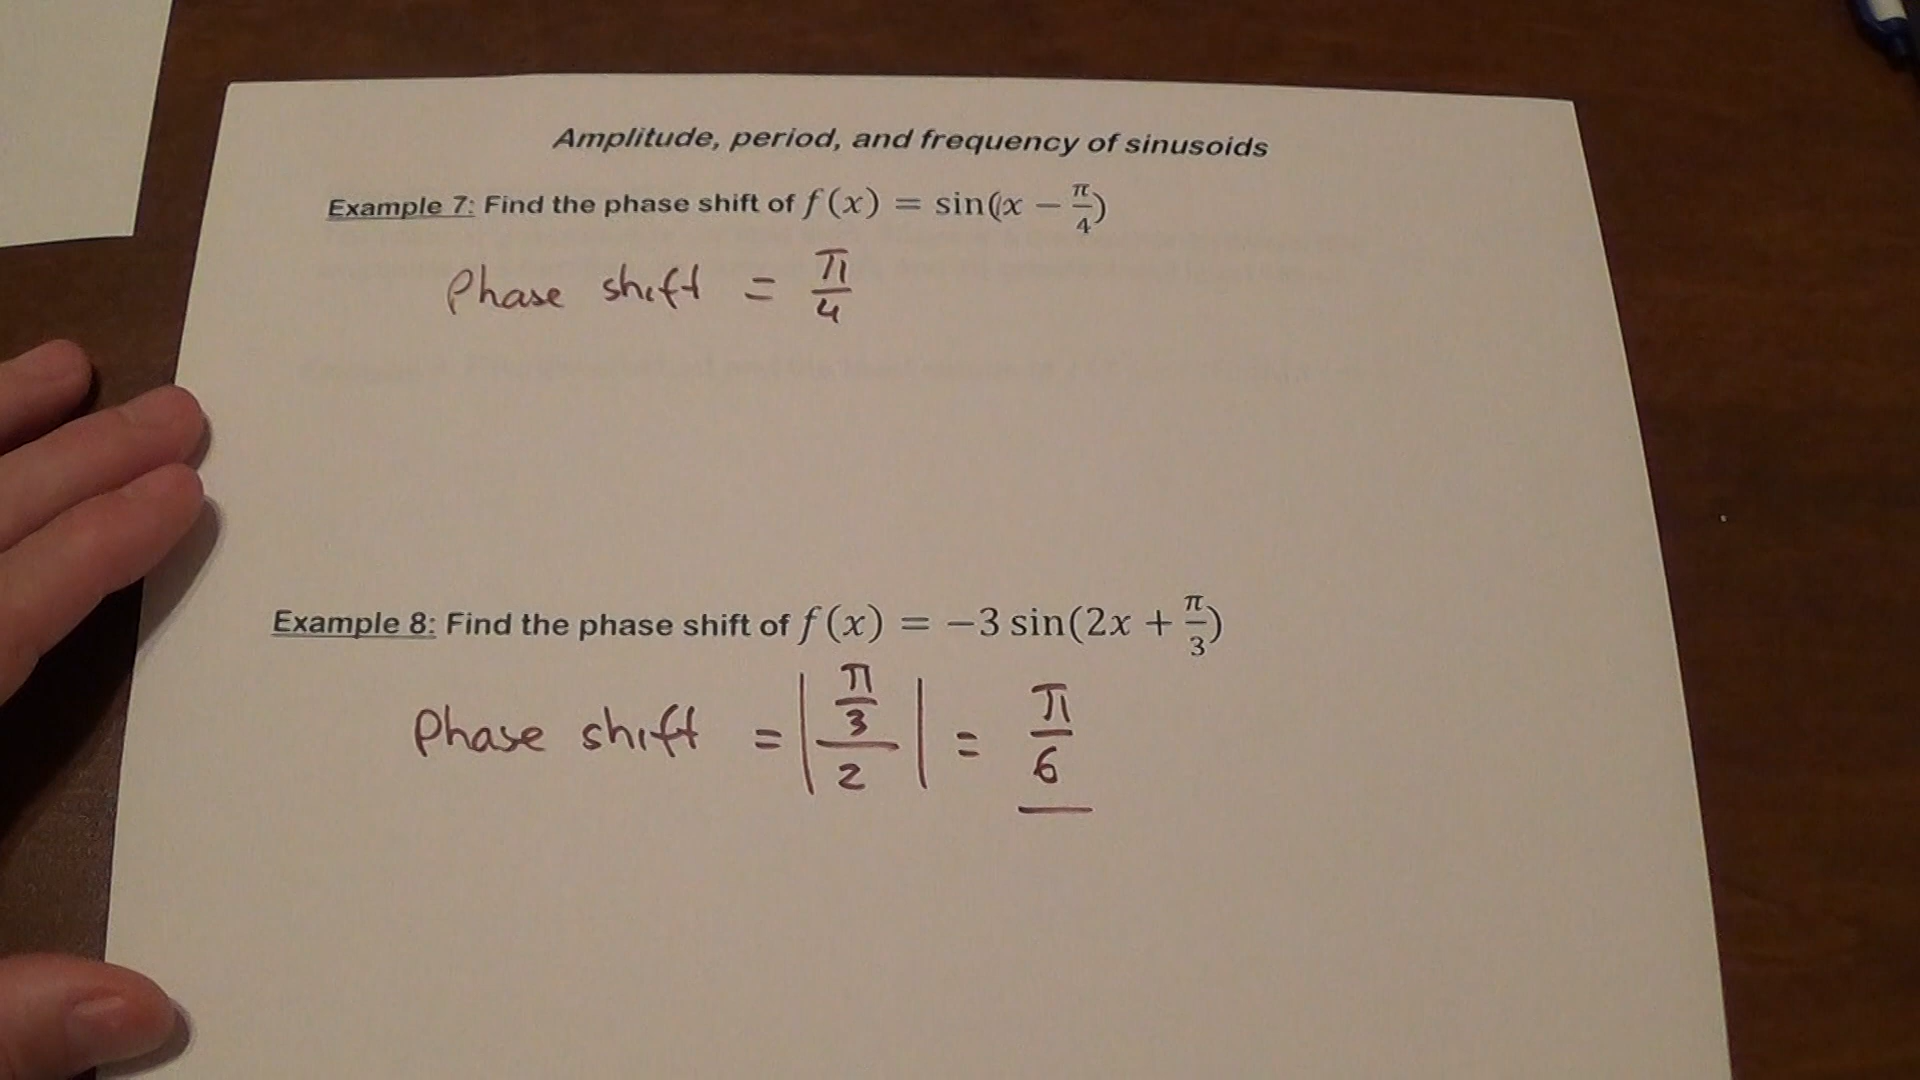 Amplitude, period, and frequency of sinusoids
Example 7: Find the phase shift of f(x) = sin(x − π/4)
Phase shift = π/4
Example 8: Find the phase shift of f(x) = −3 sin(2x + π/3)
Phase shift = |(π/3)/2| = π/6